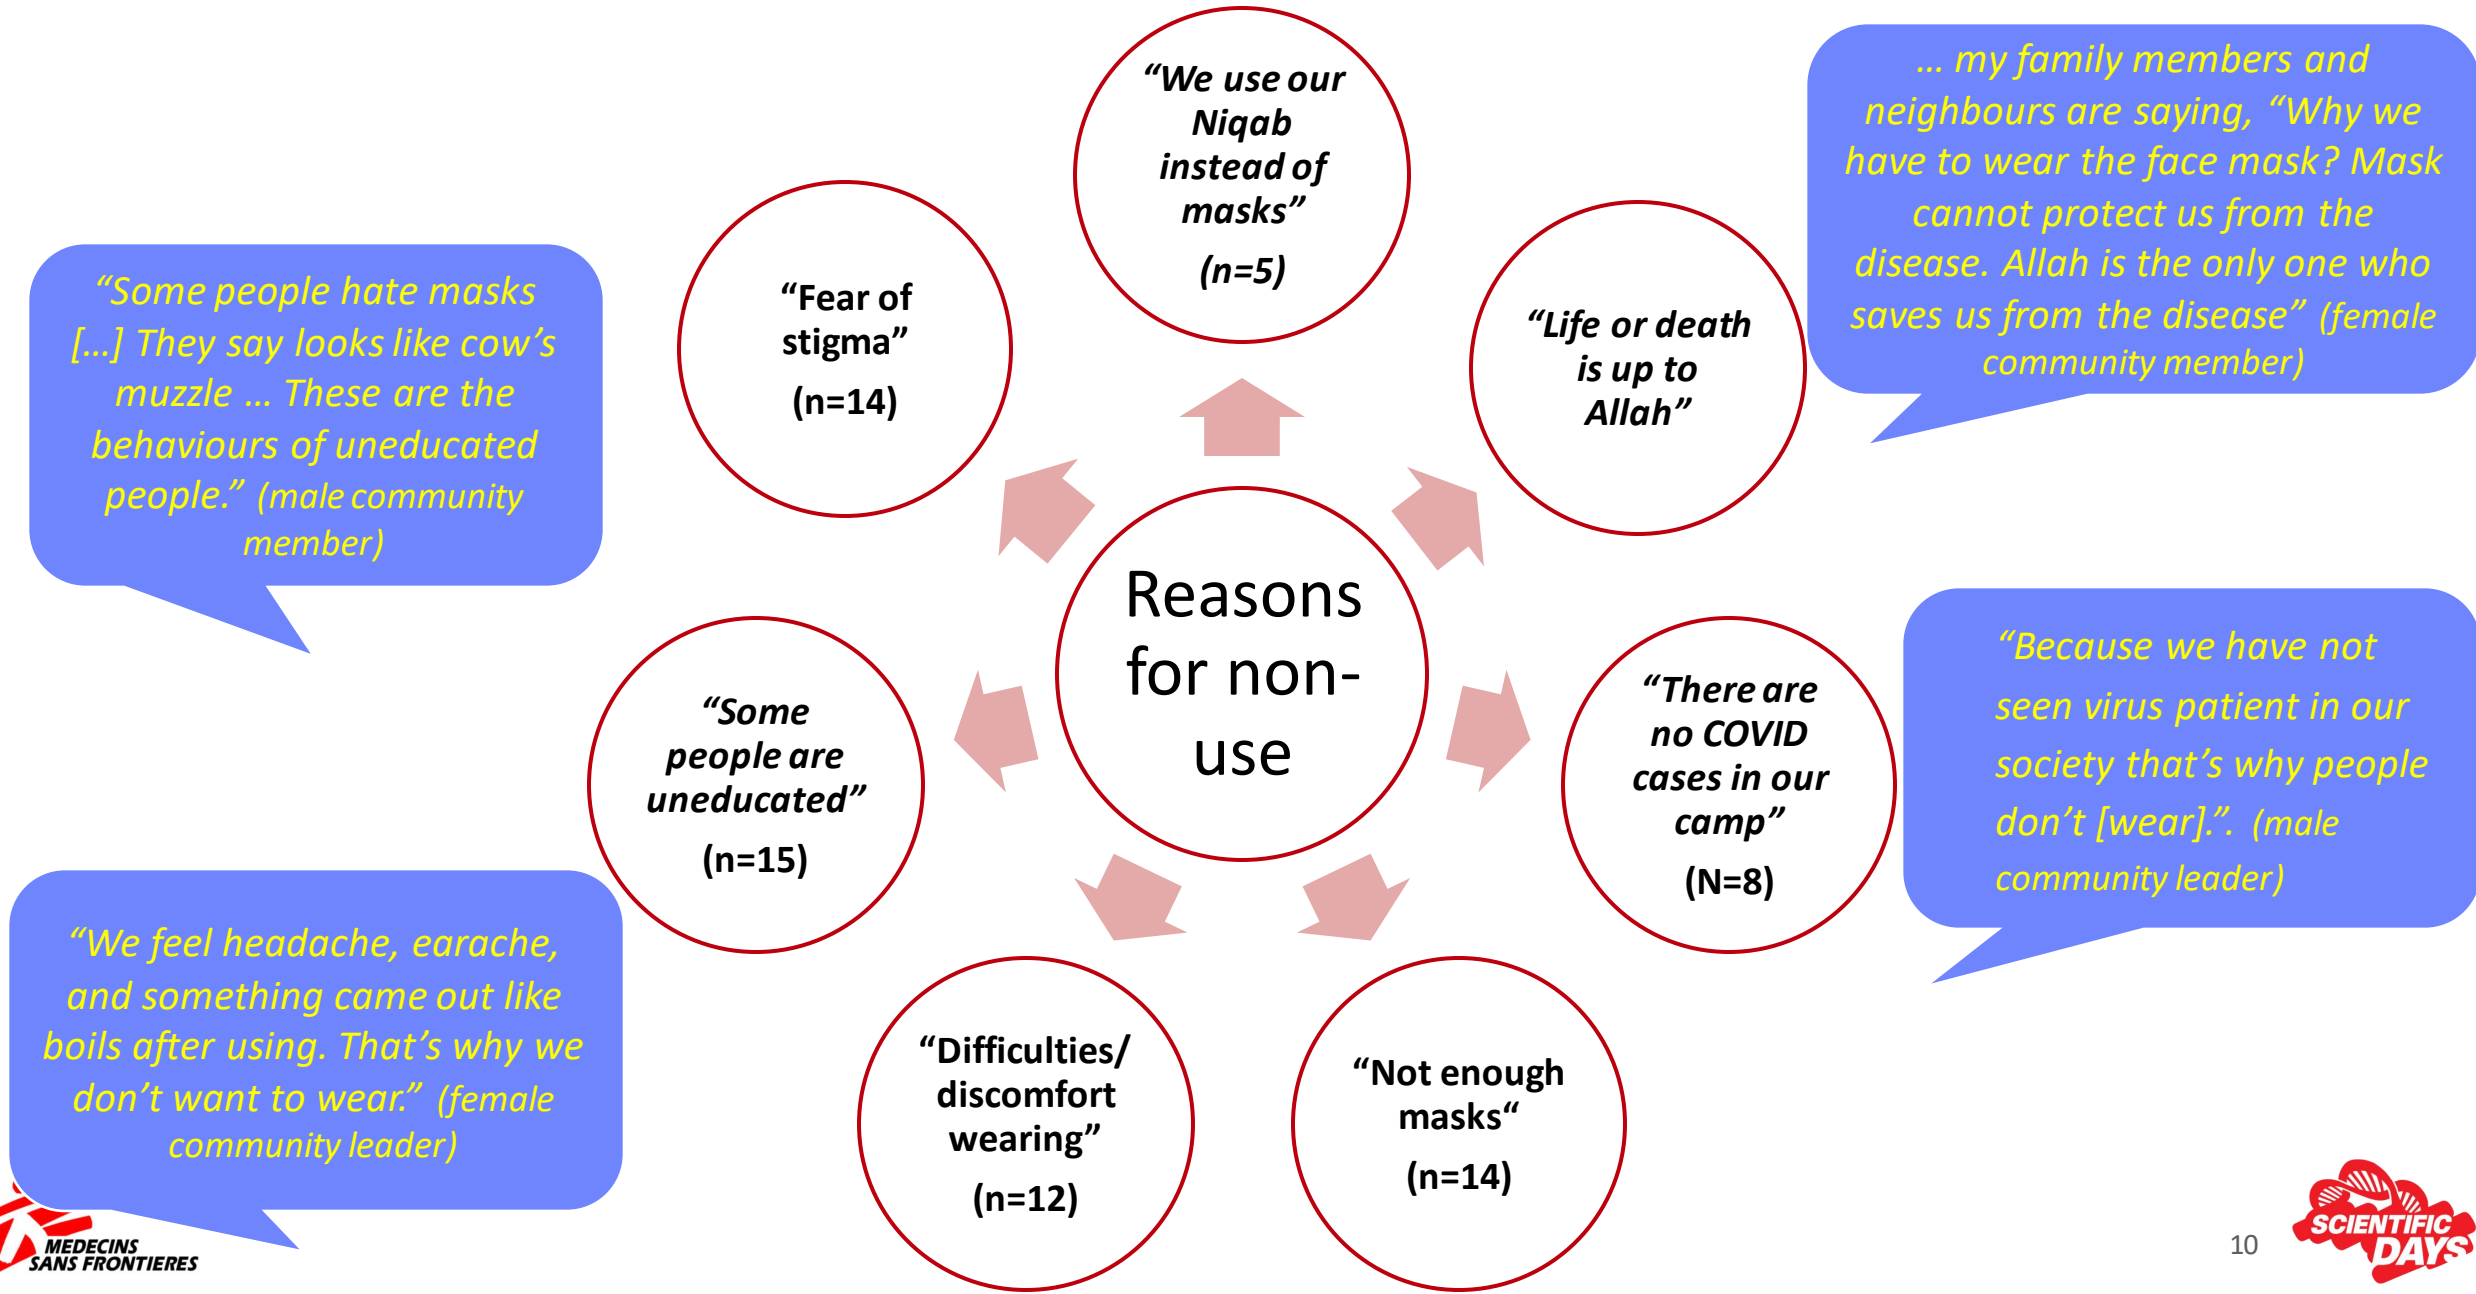 “We use our
Niqab
instead of
masks”
(n=5)
… my family members and
neighbours are saying, “Why we
have to wear the face mask? Mask
cannot protect us from the
disease. Allah is the only one who
saves us from the disease” (female
community member)
“Fear of
stigma”
(n=14)
“Life or death
is up to
Allah”
“Some people hate masks
[…] They say looks like cow’s
muzzle … These are the
behaviours of uneducated
people.” (male community
member)
Reasons
for non-
use
“Some
people are
uneducated”
(n=15)
“There are
no COVID
cases in our
camp”
(N=8)
“Because we have not
seen virus patient in our
society that’s why people
don’t [wear].”. (male
community leader)
“We feel headache, earache,
and something came out like
boils after using. That’s why we
don’t want to wear.” (female
community leader)
“Difficulties/
discomfort
wearing”
(n=12)
“Not enough
masks“
(n=14)
MEDECINS
SANS FRONTIERES
10
SCIENTIFIC
DAYS